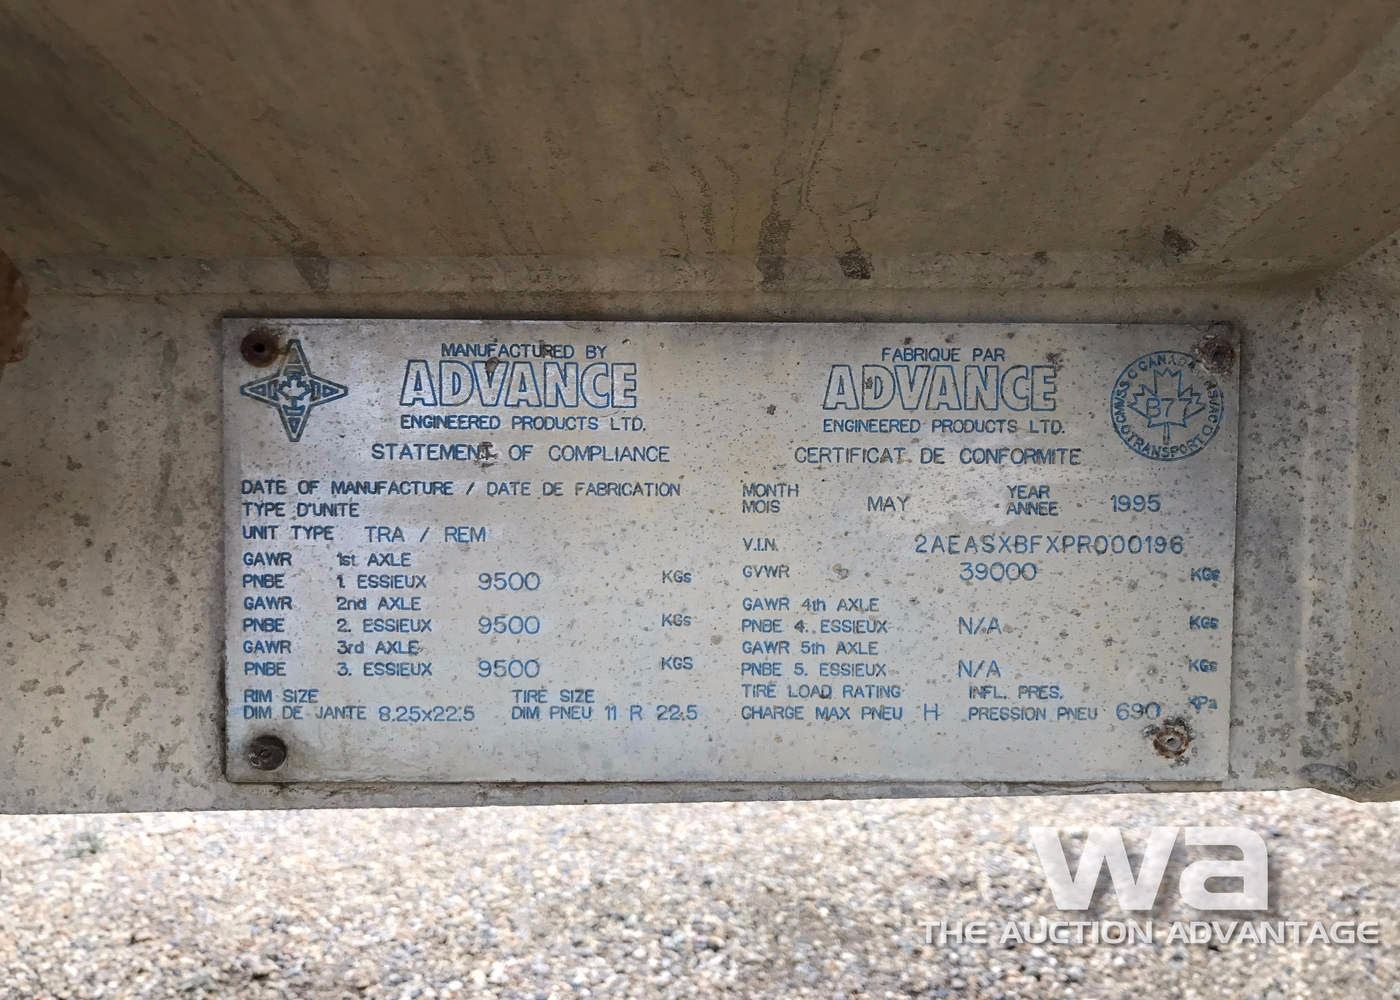 MANUFACTURED BY
ADVANCE
ENGINEERED PRODUCTS LTD.
STATEMENT OF COMPLIANCE
FABRIQUE PAR
ADVANCE
ENGINEERED PRODUCTS LTD.
CERTIFICAT DE CONFORMITE
CANADA
TRANSPORT
B7
DATE OF MANUFACTURE / DATE DE FABRICATION
MONTH MAY YEAR 1995
MOIS ANNEE
TYPE D'UNITE
UNIT TYPE TRA / REM
V.I.N. 2AEASXBFXPR000196
GAWR 1st AXLE
PNBE 1. ESSIEUX 9500 KGs
GVWR 39000 KGs
GAWR 2nd AXLE
PNBE 2. ESSIEUX 9500 KGs
GAWR 4th AXLE
PNBE 4. ESSIEUX N/A KGs
GAWR 3rd AXLE
PNBE 3. ESSIEUX 9500 KGS
GAWR 5th AXLE
PNBE 5. ESSIEUX N/A KGs
RIM SIZE TIRE SIZE
DIM DE JANTE 8.25x22.5 DIM PNEU 11 R 22.5
TIRE LOAD RATING INFL. PRES.
CHARGE MAX PNEU H PRESSION PNEU 690 KPa
wa
THE AUCTION ADVANTAGE